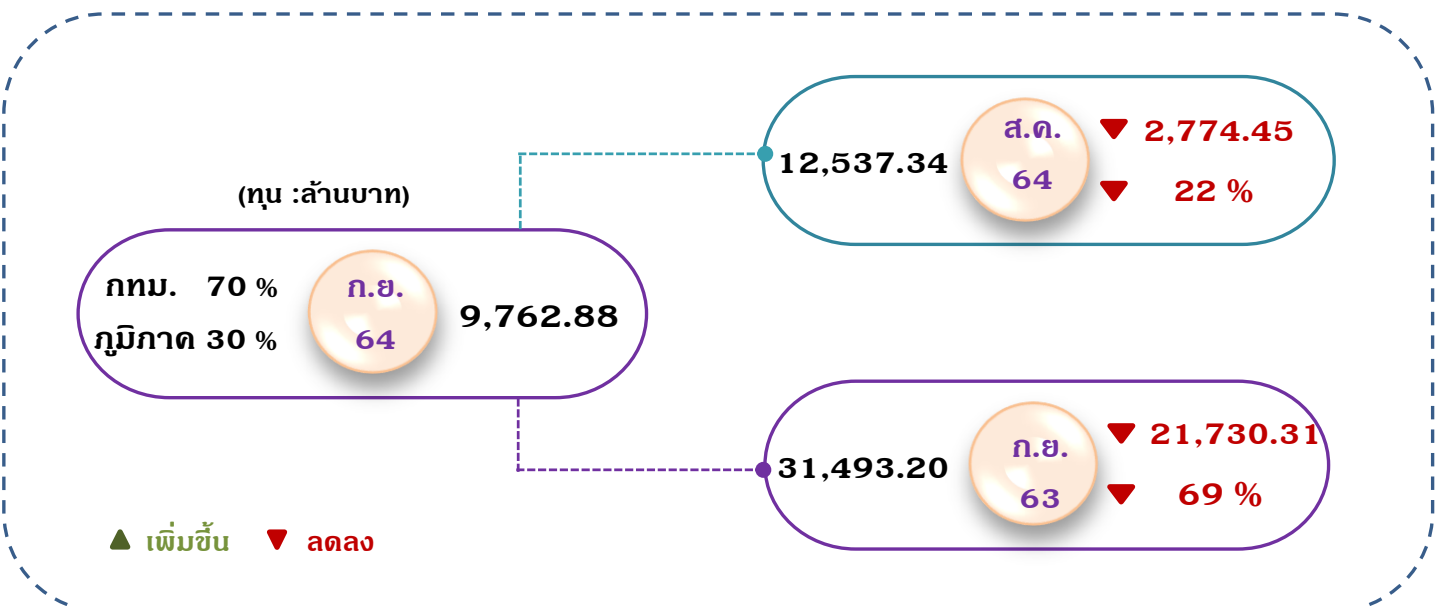 (ทุน :ล้านบาท)
กทม. 70 %
ภูมิภาค 30 %
ก.ย.
64
9,762.88
12,537.34
ส.ค.
64
▼ 2,774.45
▼ 22 %
31,493.20
ก.ย.
63
▼ 21,730.31
▼ 69 %
▲ เพิ่มขึ้น ▼ ลดลง